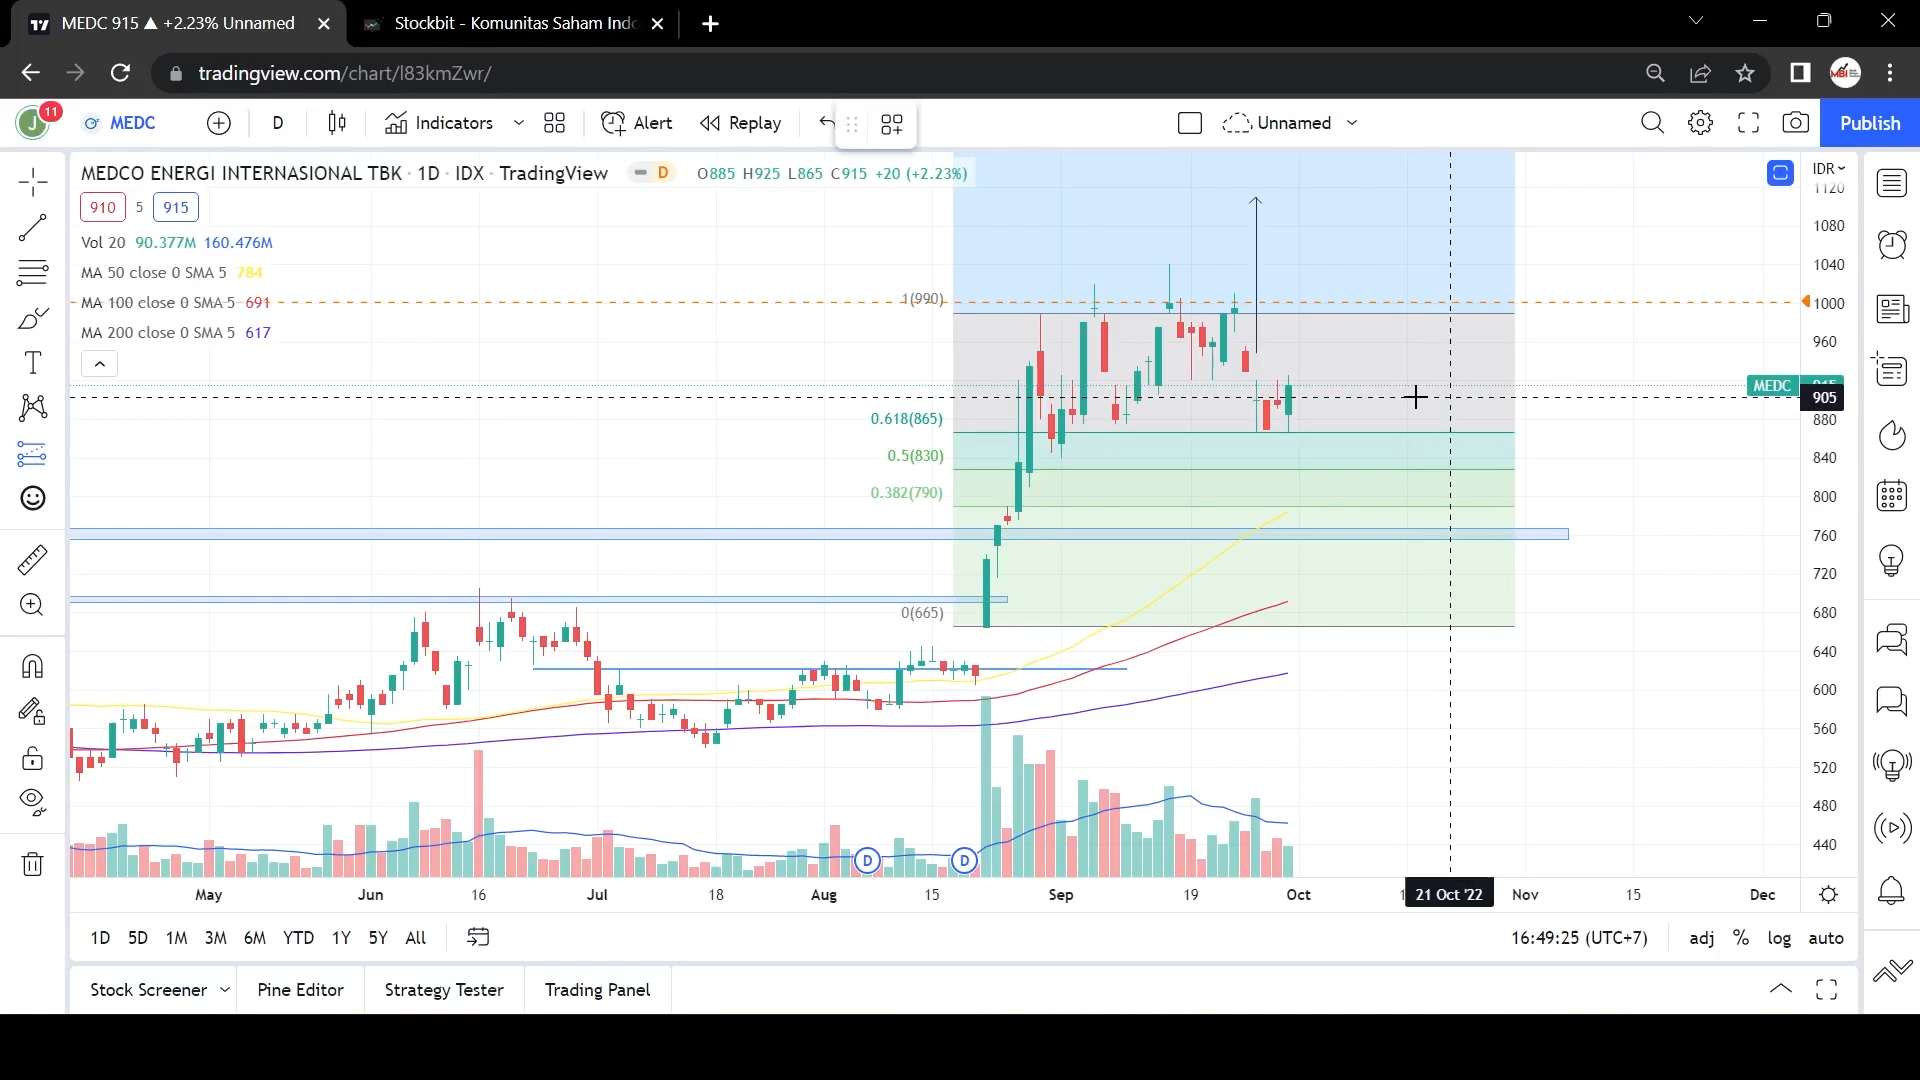 MEDC 915 ▲ +2.23% Unnamed
Stockbit - Komunitas Saham Indo
tradingview.com/chart/l83kmZwr/
J 11 MEDC D Indicators Alert Replay Unnamed Publish
MEDCO ENERGI INTERNASIONAL TBK · 1D · IDX · TradingView D O885 H925 L865 C915 +20 (+2.23%)
IDR
910 5 915
Vol 20 90.377M 160.476M
MA 50 close 0 SMA 5 784
MA 100 close 0 SMA 5 691
MA 200 close 0 SMA 5 617
1(990)
0.618(865)
0.5(830)
0.382(790)
0(665)
1120
1080
1040
1000
960
MEDC 915
905
880
840
800
760
720
680
640
600
560
520
480
440
D D
May Jun 16 Jul 18 Aug 15 Sep 19 Oct 21 Oct '22 Nov 15 Dec
1D 5D 1M 3M 6M YTD 1Y 5Y All 16:49:25 (UTC+7) adj % log auto
Stock Screener Pine Editor Strategy Tester Trading Panel